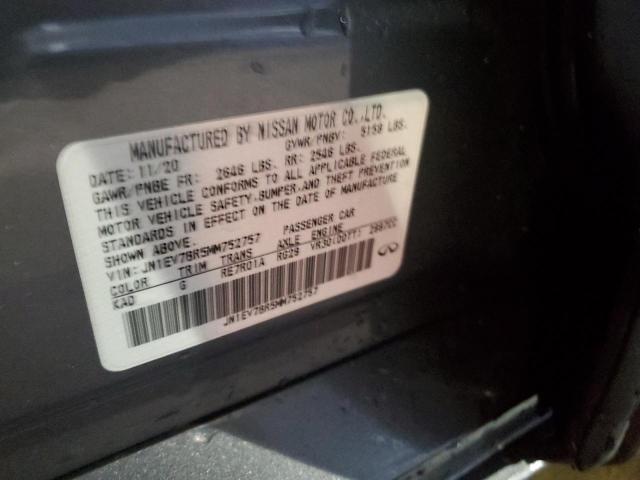 MANUFACTURED BY NISSAN MOTOR CO.,LTD.
DATE: 11/20 GVWR/PNBV: 5159 LBS.
GAWR/PNBE FR: 2646 LBS. RR: 2546 LBS.
THIS VEHICLE CONFORMS TO ALL APPLICABLE FEDERAL
MOTOR VEHICLE SAFETY,BUMPER,AND THEFT PREVENTION
STANDARDS IN EFFECT ON THE DATE OF MANUFACTURE
SHOWN ABOVE.
VIN: JN1EV7BR5MM752757 PASSENGER CAR
COLOR TRIM TRANS AXLE ENGINE
KAD G RE7R01A RG29 VR30(DDTT) 2997CC
JN1EV7BR5MM752757